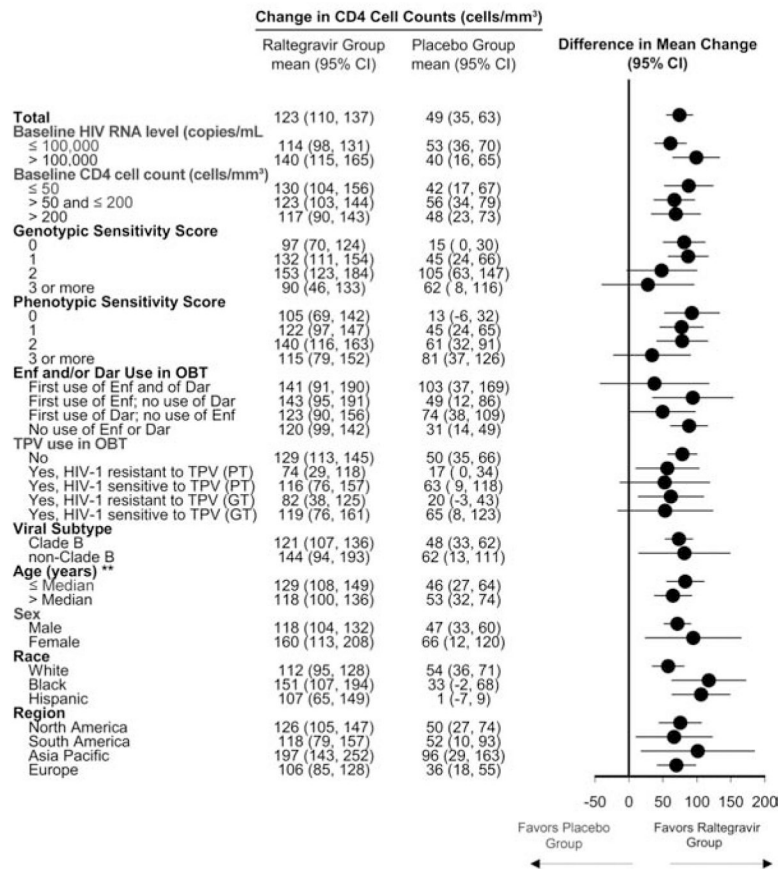 Change in CD4 Cell Counts (cells/mm³)
Raltegravir Group mean (95% CI)
Placebo Group mean (95% CI)
Difference in Mean Change (95% CI)
Total 123 (110, 137) 49 (35, 63)
Baseline HIV RNA level (copies/mL
≤ 100,000 114 (98, 131) 53 (36, 70)
> 100,000 140 (115, 165) 40 (16, 65)
Baseline CD4 cell count (cells/mm³)
≤ 50 130 (104, 156) 42 (17, 67)
> 50 and ≤ 200 123 (103, 144) 56 (34, 79)
> 200 117 (90, 143) 48 (23, 73)
Genotypic Sensitivity Score
0 97 (70, 124) 15 ( 0, 30)
1 132 (111, 154) 45 (24, 66)
2 153 (123, 184) 105 (63, 147)
3 or more 90 (46, 133) 62 ( 8, 116)
Phenotypic Sensitivity Score
0 105 (69, 142) 13 (-6, 32)
1 122 (97, 147) 45 (24, 65)
2 140 (116, 163) 61 (32, 91)
3 or more 115 (79, 152) 81 (37, 126)
Enf and/or Dar Use in OBT
First use of Enf and of Dar 141 (91, 190) 103 (37, 169)
First use of Enf; no use of Dar 143 (95, 191) 49 (12, 86)
First use of Dar; no use of Enf 123 (90, 156) 74 (38, 109)
No use of Enf or Dar 120 (99, 142) 31 (14, 49)
TPV use in OBT
No 129 (113, 145) 50 (35, 66)
Yes, HIV-1 resistant to TPV (PT) 74 (29, 118) 17 ( 0, 34)
Yes, HIV-1 sensitive to TPV (PT) 116 (76, 157) 63 ( 9, 118)
Yes, HIV-1 resistant to TPV (GT) 82 (38, 125) 20 (-3, 43)
Yes, HIV-1 sensitive to TPV (GT) 119 (76, 161) 65 (8, 123)
Viral Subtype
Clade B 121 (107, 136) 48 (33, 62)
non-Clade B 144 (94, 193) 62 (13, 111)
Age (years) **
≤ Median 129 (108, 149) 46 (27, 64)
> Median 118 (100, 136) 53 (32, 74)
Sex
Male 118 (104, 132) 47 (33, 60)
Female 160 (113, 208) 66 (12, 120)
Race
White 112 (95, 128) 54 (36, 71)
Black 151 (107, 194) 33 (-2, 68)
Hispanic 107 (65, 149) 1 (-7, 9)
Region
North America 126 (105, 147) 50 (27, 74)
South America 118 (79, 157) 52 (10, 93)
Asia Pacific 197 (143, 252) 96 (29, 163)
Europe 106 (85, 128) 36 (18, 55)
-50 0 50 100 150 200
Favors Placebo Group
Favors Raltegravir Group